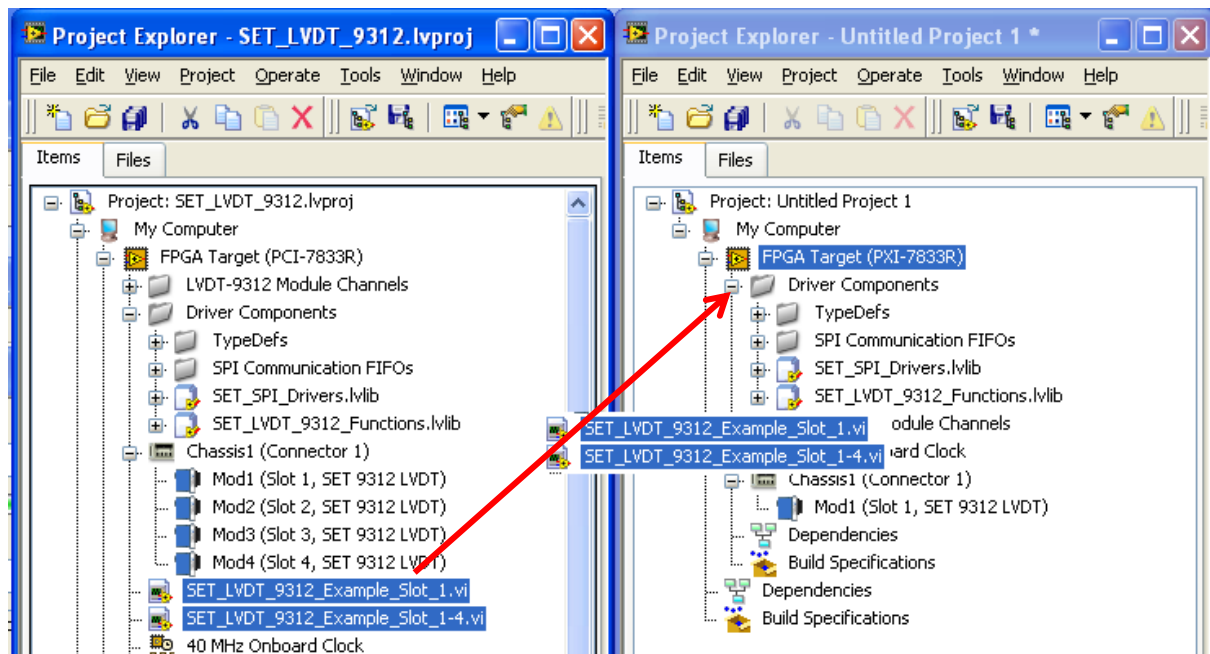 Project Explorer - SET_LVDT_9312.lvproj
File Edit View Project Operate Tools Window Help
Items Files
Project: SET_LVDT_9312.lvproj
My Computer
FPGA Target (PCI-7833R)
LVDT-9312 Module Channels
Driver Components
TypeDefs
SPI Communication FIFOs
SET_SPI_Drivers.lvlib
SET_LVDT_9312_Functions.lvlib
Chassis1 (Connector 1)
Mod1 (Slot 1, SET 9312 LVDT)
Mod2 (Slot 2, SET 9312 LVDT)
Mod3 (Slot 3, SET 9312 LVDT)
Mod4 (Slot 4, SET 9312 LVDT)
SET_LVDT_9312_Example_Slot_1.vi
SET_LVDT_9312_Example_Slot_1-4.vi
40 MHz Onboard Clock
Project Explorer - Untitled Project 1 *
File Edit View Project Operate Tools Window Help
Items Files
Project: Untitled Project 1
My Computer
FPGA Target (PXI-7833R)
Driver Components
TypeDefs
SPI Communication FIFOs
SET_SPI_Drivers.lvlib
SET_LVDT_9312_Functions.lvlib
SET_LVDT_9312_Example_Slot_1.vi odule Channels
SET_LVDT_9312_Example_Slot_1-4.vi ard Clock
Chassis1 (Connector 1)
Mod1 (Slot 1, SET 9312 LVDT)
Dependencies
Build Specifications
Dependencies
Build Specifications